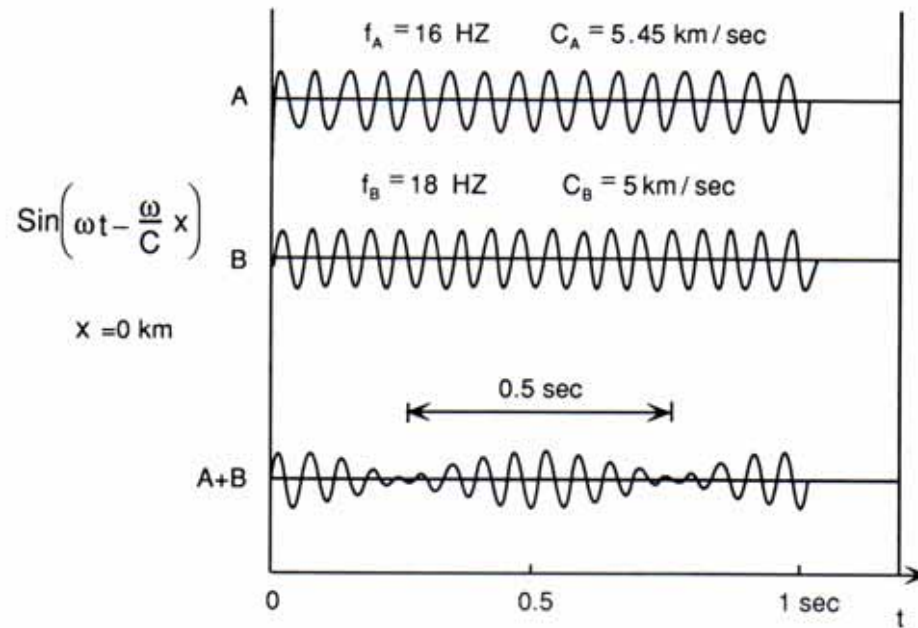 f_A = 16 HZ C_A = 5.45 km/sec
A
f_B = 18 HZ C_B = 5 km/sec
Sin(ωt - ω/C x)
B
x = 0 km
0.5 sec
A+B
0 0.5 1 sec
t